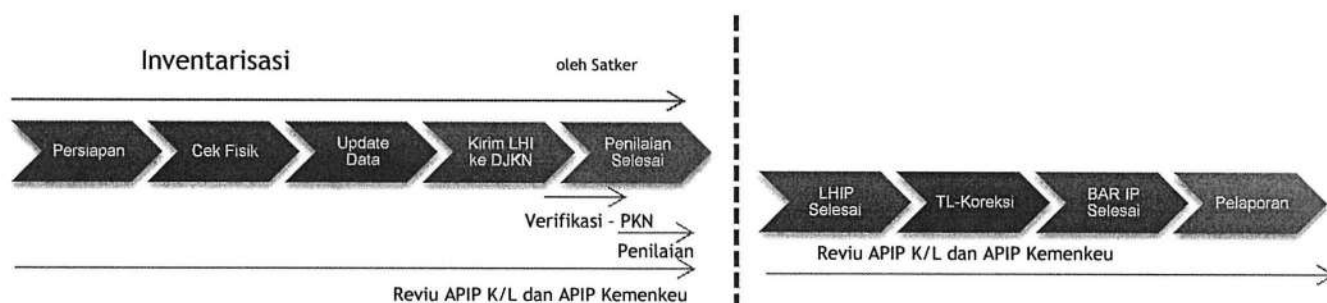 Inventarisasi
oleh Satker
Persiapan
Cek Fisik
Update
Data
Kirim LHI
ke DJKN
Penilaian
Selesai
Verifikasi - PKN
Penilaian
Reviu APIP K/L dan APIP Kemenkeu
LHIP
Selesai
TL-Koreksi
BAR IP
Selesai
Pelaporan
Reviu APIP K/L dan APIP Kemenkeu